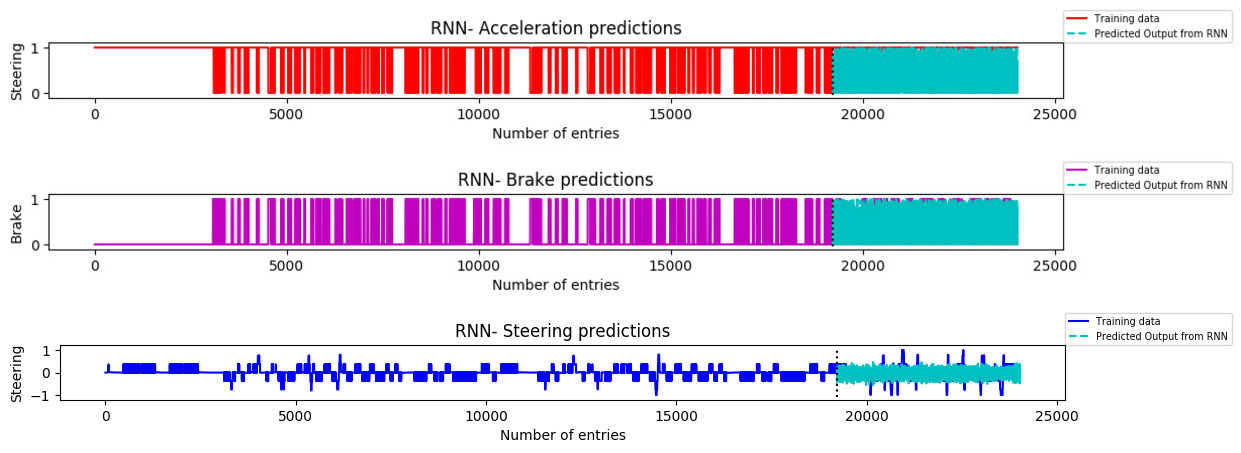 RNN- Acceleration predictions
Training data
Predicted Output from RNN
Steering
1
0
0 5000 10000 15000 20000 25000
Number of entries
RNN- Brake predictions
Training data
Predicted Output from RNN
Brake
1
0
0 5000 10000 15000 20000 25000
Number of entries
RNN- Steering predictions
Training data
Predicted Output from RNN
Steering
1
0
−1
0 5000 10000 15000 20000 25000
Number of entries